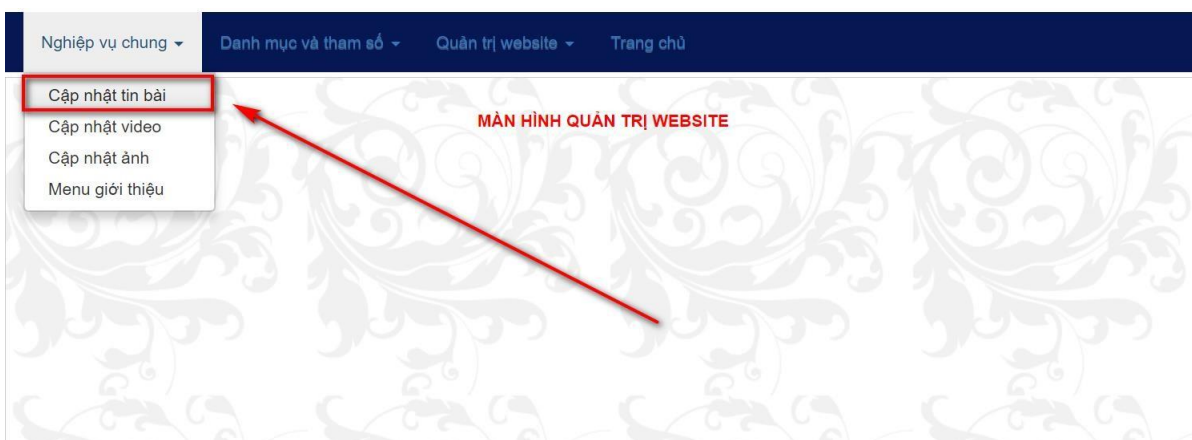 Nghiệp vụ chung Danh mục và tham số Quản trị website Trang chủ
Cập nhật tin bài
MÀN HÌNH QUẢN TRỊ WEBSITE
Cập nhật video
Cập nhật ảnh
Menu giới thiệu